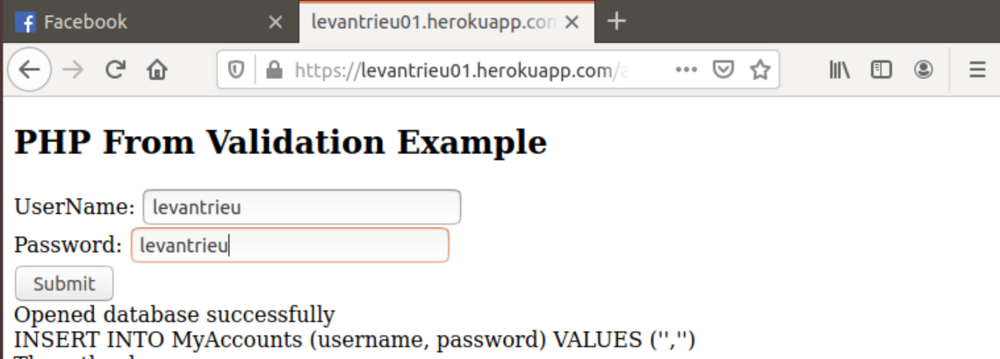 Facebook
levantrieu01.herokuapp.com
https://levantrieu01.herokuapp.com/a
PHP From Validation Example
UserName: levantrieu
Password: levantrieu
Submit
Opened database successfully
INSERT INTO MyAccounts (username, password) VALUES ('','')